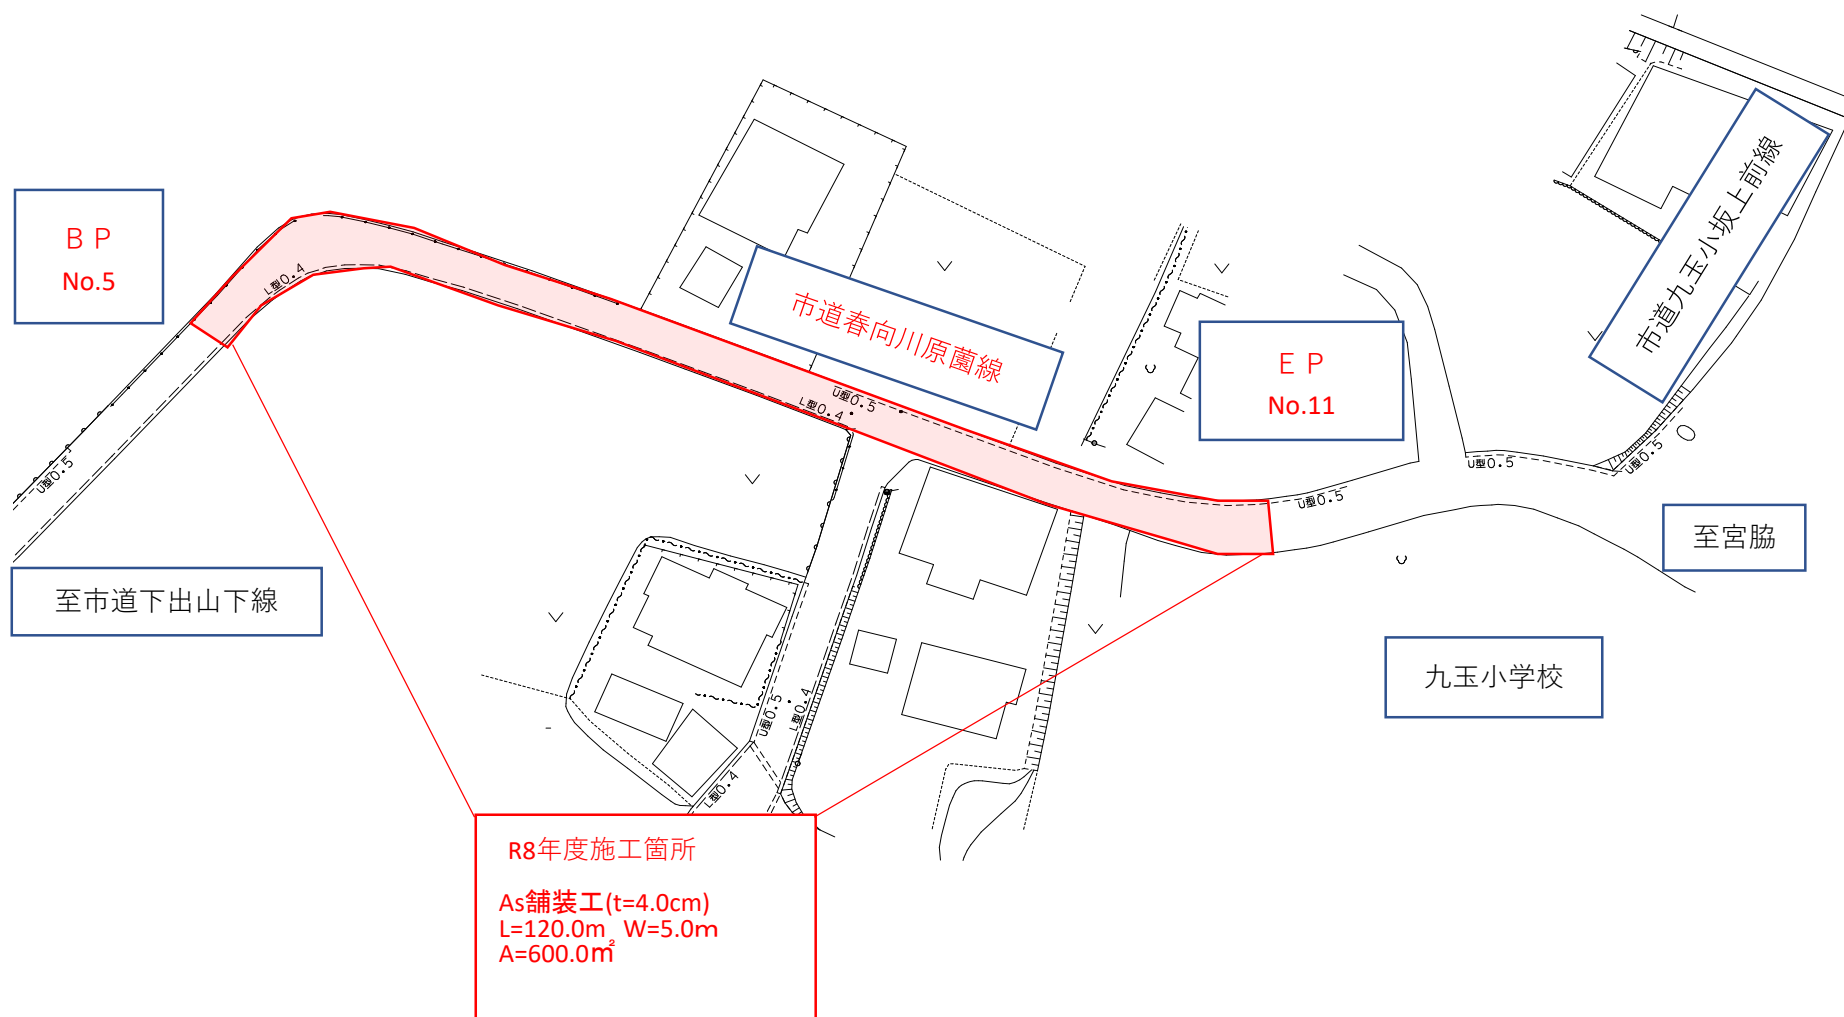 ＢＰ
No.5
L型0.4
U型0.5
至市道下出山下線
市道春向川原薗線
U型0.5
L型0.4
ＥＰ
No.11
市道九玉小坂上前線
U型0.5
U型0.5
U型0.5
至宮脇
九玉小学校
U型0.5
L型0.4
L型0.4
R8年度施工箇所
As舗装工(t=4.0cm)
L=120.0m W=5.0m
A=600.0㎡